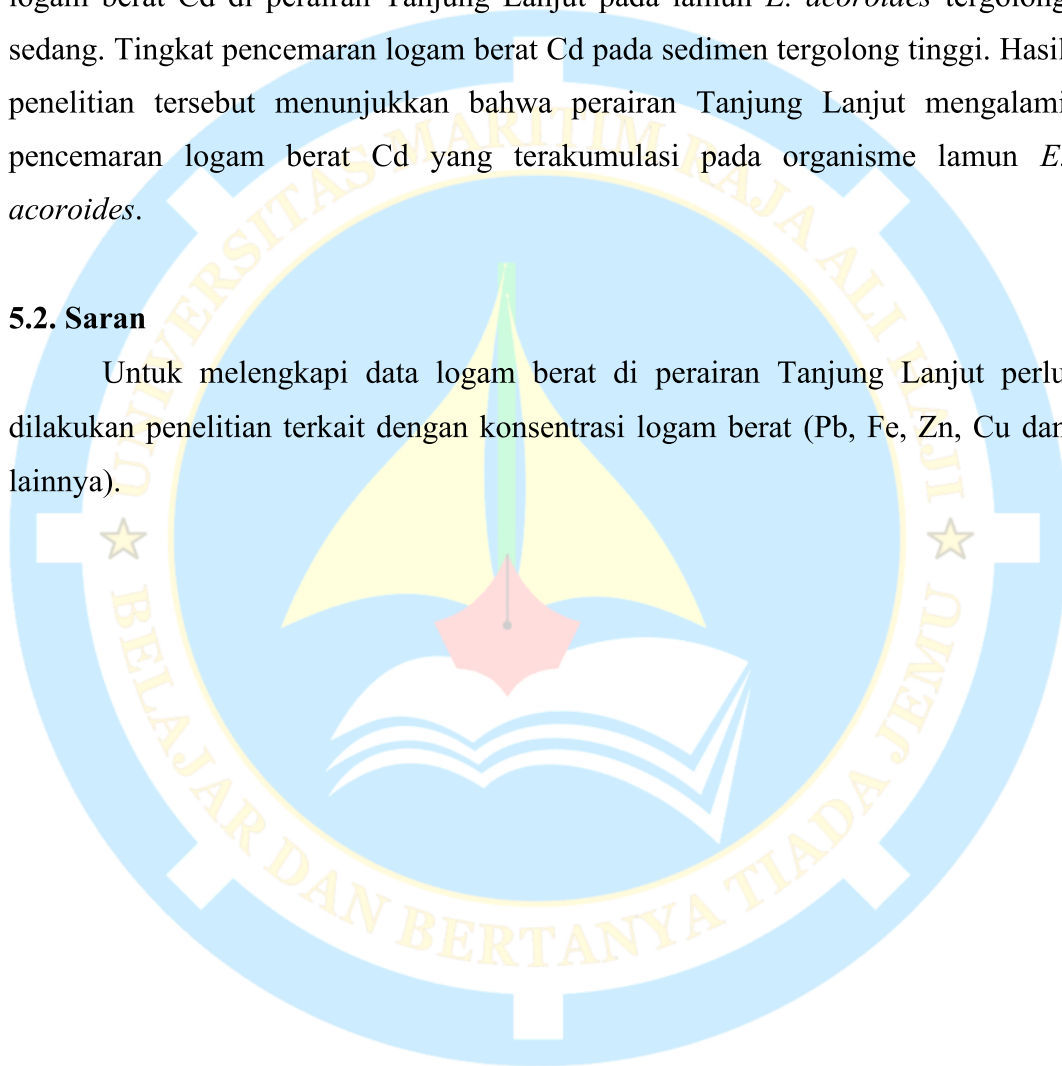 logam berat Cd di perairan Tanjung Lanjut pada lamun E. acoroides tergolong
sedang. Tingkat pencemaran logam berat Cd pada sedimen tergolong tinggi. Hasil
penelitian tersebut menunjukkan bahwa perairan Tanjung Lanjut mengalami
pencemaran logam berat Cd yang terakumulasi pada organisme lamun E.
acoroides.
5.2. Saran
Untuk melengkapi data logam berat di perairan Tanjung Lanjut perlu
dilakukan penelitian terkait dengan konsentrasi logam berat (Pb, Fe, Zn, Cu dan
lainnya).
UNIVERSITAS MARITIM RAJA ALI HAJI
BELAJAR DAN BERTANYA TIADA JEMU